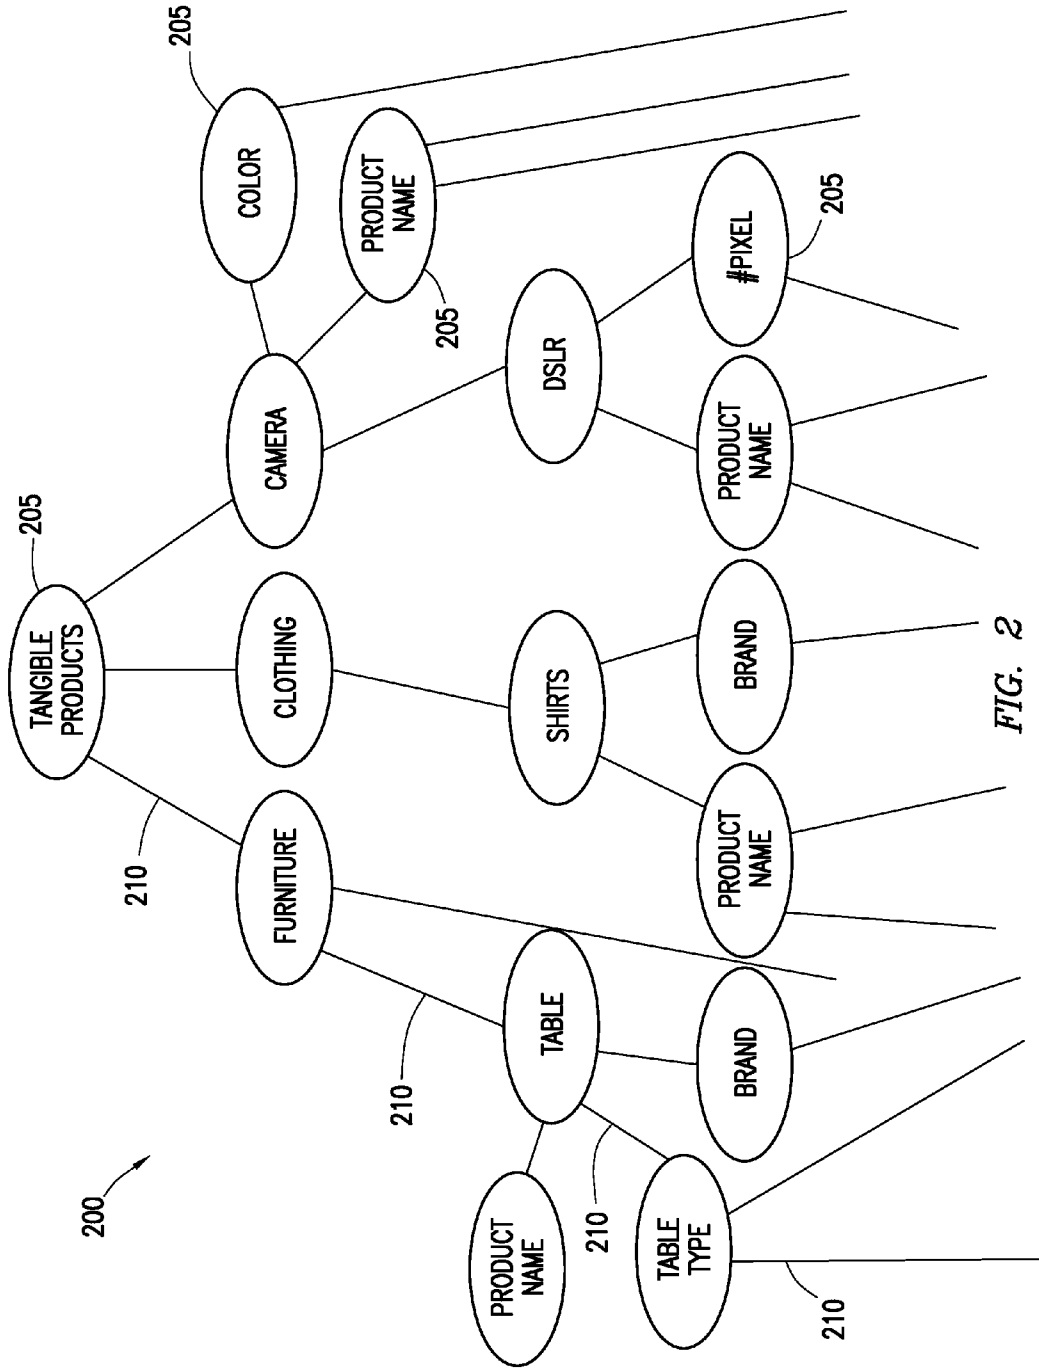 200
TANGIBLE
PRODUCTS
205
210
FURNITURE
CLOTHING
CAMERA
COLOR
205
PRODUCT
NAME
205
210
TABLE
SHIRTS
DSLR
PRODUCT
NAME
210
TABLE
TYPE
210
BRAND
PRODUCT
NAME
BRAND
PRODUCT
NAME
#PIXEL
205
FIG. 2